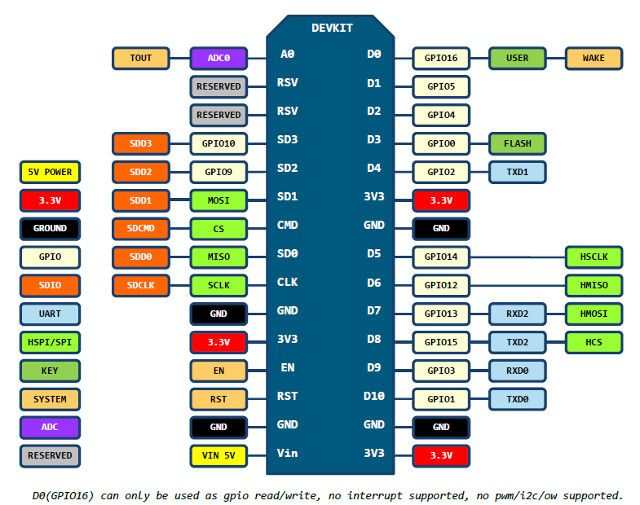 DEVKIT
TOUT ADC0 A0 D0 GPIO16 USER WAKE
RESERVED RSV D1 GPIO5
RESERVED RSV D2 GPIO4
SDD3 GPIO10 SD3 D3 GPIO0 FLASH
5V POWER SDD2 GPIO9 SD2 D4 GPIO2 TXD1
3.3V SDD1 MOSI SD1 3V3 3.3V
GROUND SDCMD CS CMD GND GND
GPIO SDD0 MISO SD0 D5 GPIO14 HSCLK
SDIO SDCLK SCLK CLK D6 GPIO12 HMISO
UART GND GND D7 GPIO13 RXD2 HMOSI
HSPI/SPI 3.3V 3V3 D8 GPIO15 TXD2 HCS
KEY EN EN D9 GPIO3 RXD0
SYSTEM RST RST D10 GPIO1 TXD0
ADC GND GND GND GND
RESERVED VIN 5V Vin 3V3 3.3V
D0(GPIO16) can only be used as gpio read/write, no interrupt supported, no pwm/i2c/ow supported.